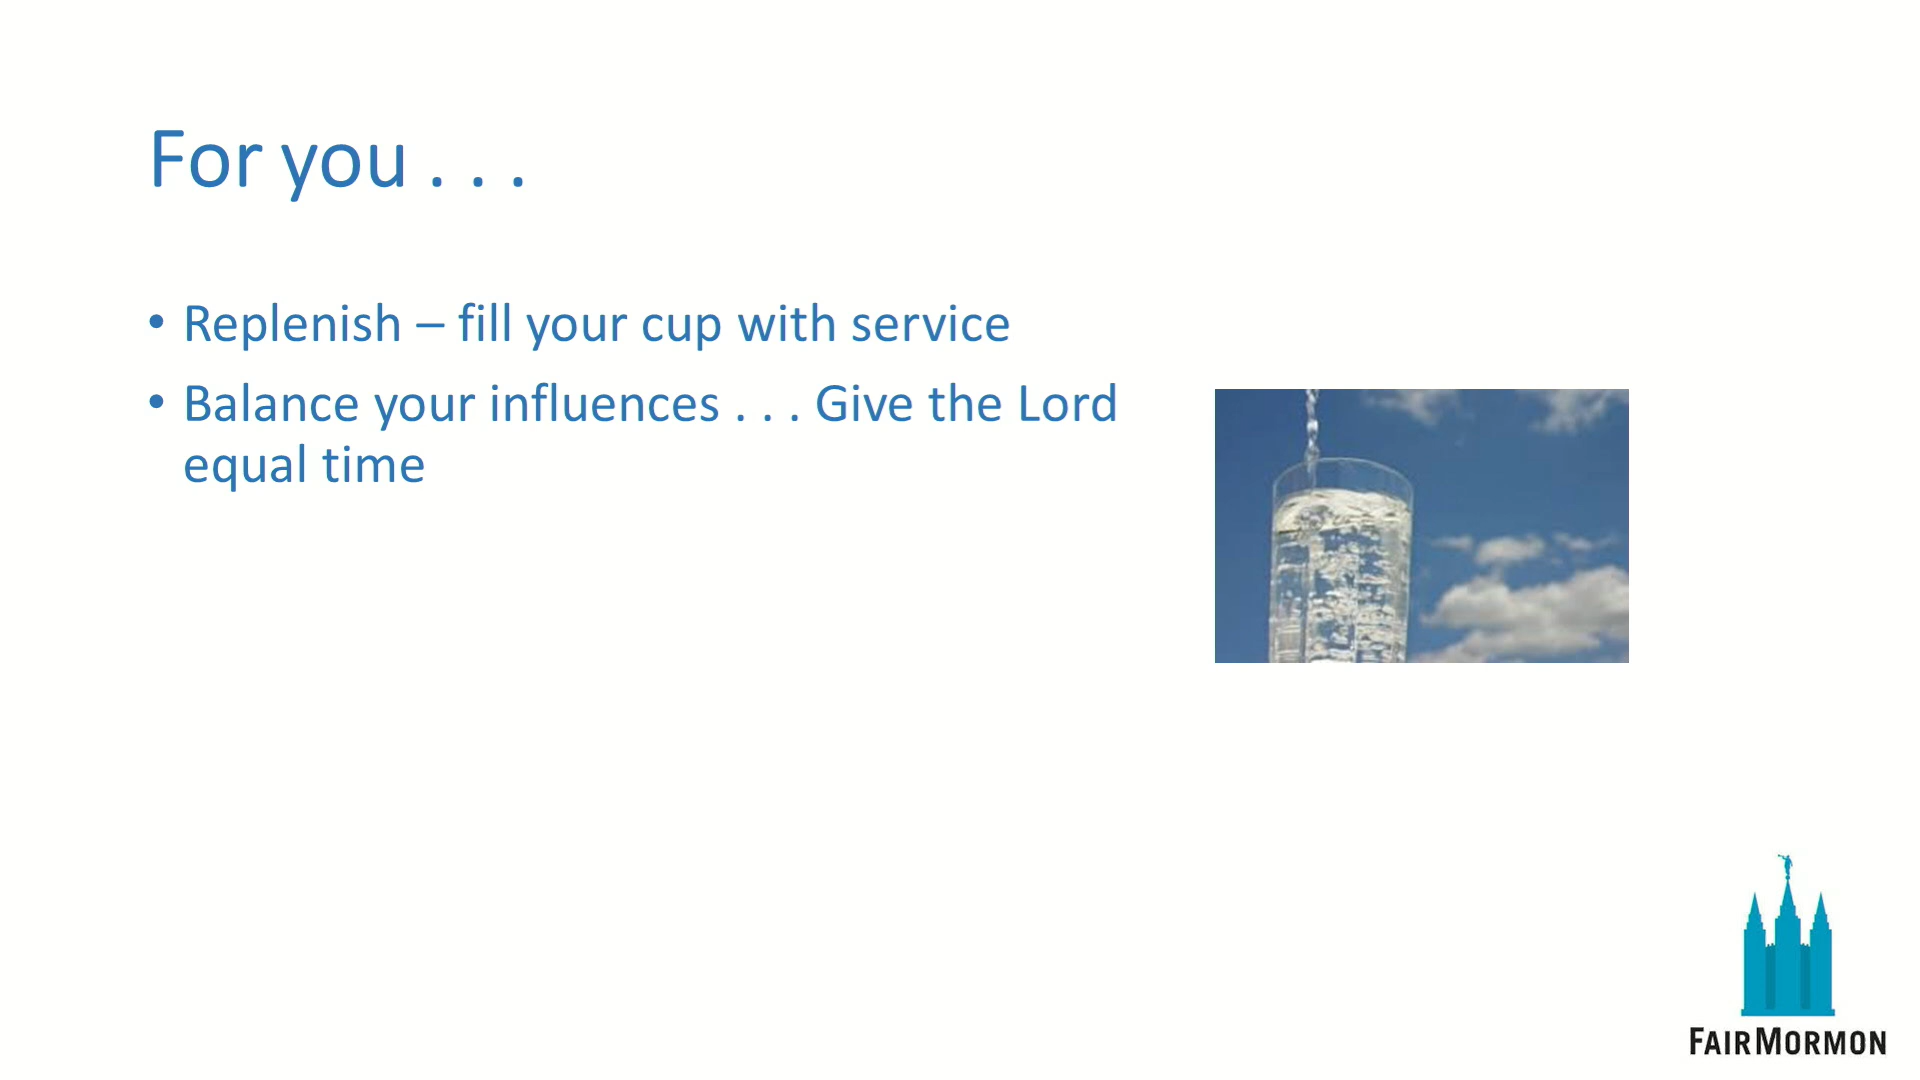 For you . . .
• Replenish – fill your cup with service
• Balance your influences . . . Give the Lord
equal time
FAIRMORMON